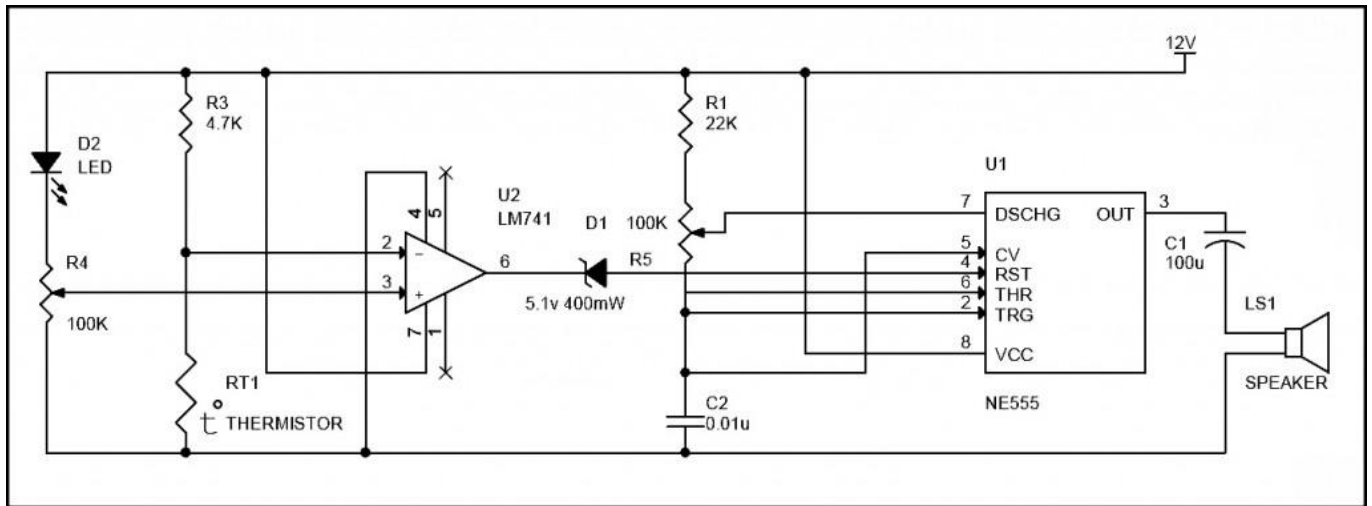 12V
R3
4.7K
R1
22K
D2
LED
U1
U2
LM741
4
5
7
DSCHG
OUT
3
D1
100K
2
−
5
CV
C1
100u
R4
6
R5
4
RST
3
+
6
THR
5.1v 400mW
2
TRG
LS1
100K
7
1
8
VCC
RT1
SPEAKER
t°
THERMISTOR
C2
0.01u
NE555